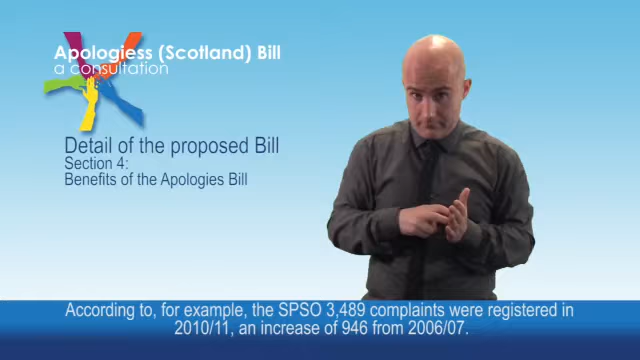 Apologiess (Scotland) Bill
a consultation
Detail of the proposed Bill
Section 4:
Benefits of the Apologies Bill
According to, for example, the SPSO 3,489 complaints were registered in
2010/11, an increase of 946 from 2006/07.